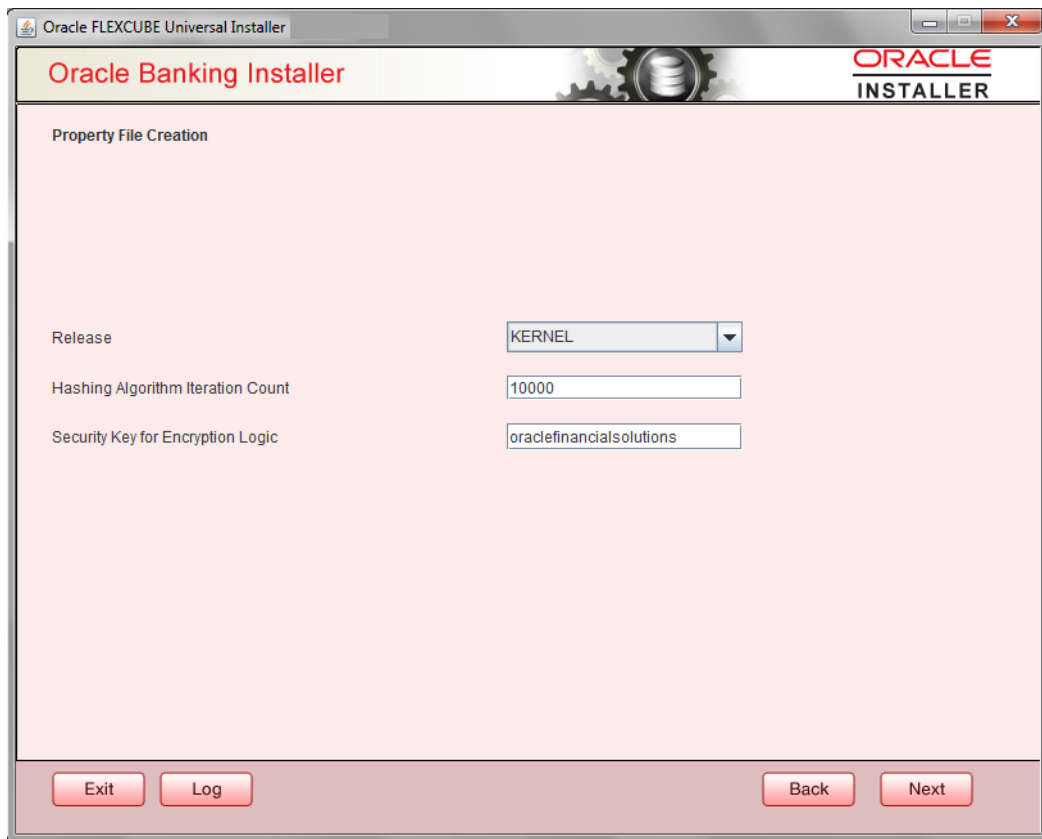 Oracle FLEXCUBE Universal Installer
Oracle Banking Installer
ORACLE
INSTALLER
Property File Creation
Release
KERNEL
Hashing Algorithm Iteration Count
10000
Security Key for Encryption Logic
oraclefinancialsolutions
Exit
Log
Back
Next